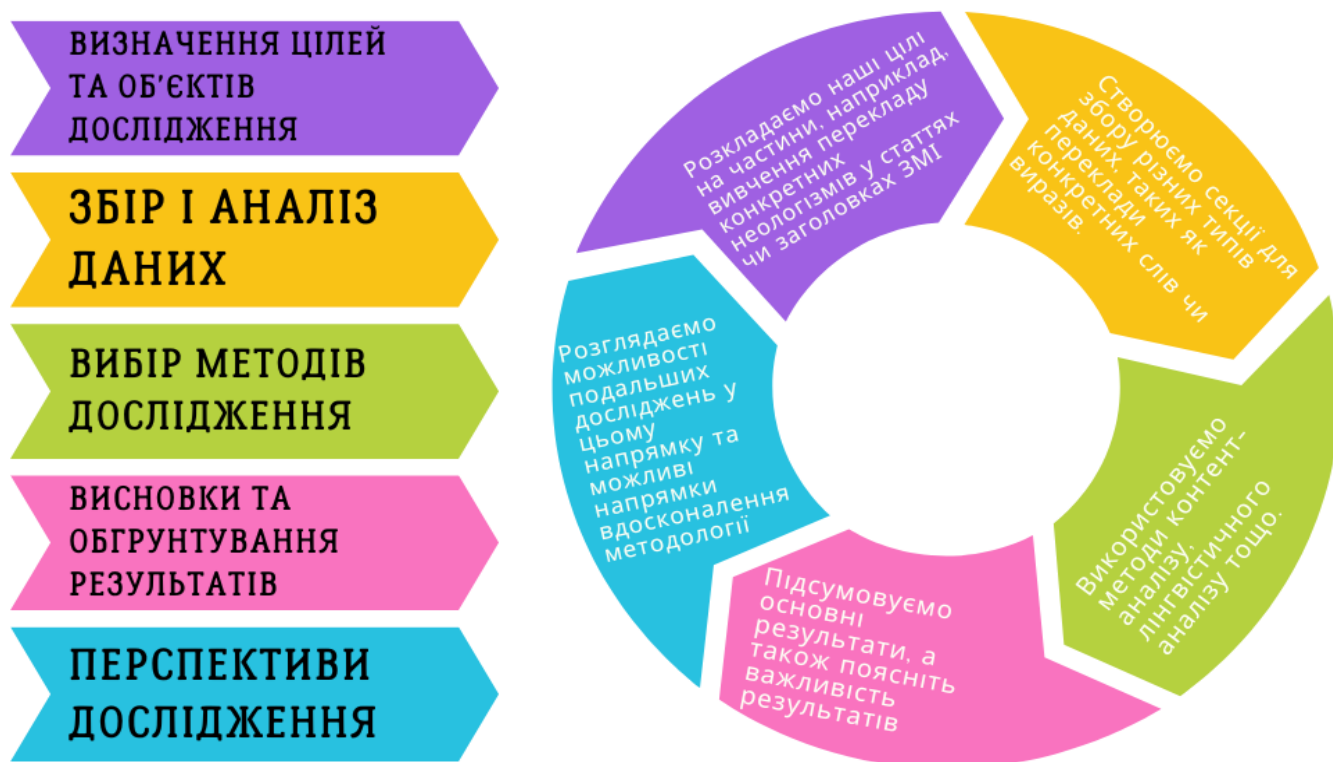 ВИЗНАЧЕННЯ ЦІЛЕЙ
ТА ОБ'ЄКТІВ
ДОСЛІДЖЕННЯ
ЗБІР І АНАЛІЗ
ДАНИХ
ВИБІР МЕТОДІВ
ДОСЛІДЖЕННЯ
ВИСНОВКИ ТА
ОБГРУНТУВАННЯ
РЕЗУЛЬТАТІВ
ПЕРСПЕКТИВИ
ДОСЛІДЖЕННЯ
Розкладаємо наші цілі
на частини, наприклад,
вивчення перекладу
конкретних
неологізмів у статтях
чи заголовках ЗМІ
Створюємо секції для
збору різних типів
даних, таких як
переклади
конкретних слів чи
виразів.
Використовуємо
методи контент-
аналізу,
лінгвістичного
аналізу тощо.
Підсумовуємо
основні
результати, а
також поясніть
важливість
результатів
Розглядаємо
можливості
подальших
досліджень у
цьому
напрямку та
можливі
напрямки
вдосконалення
методології